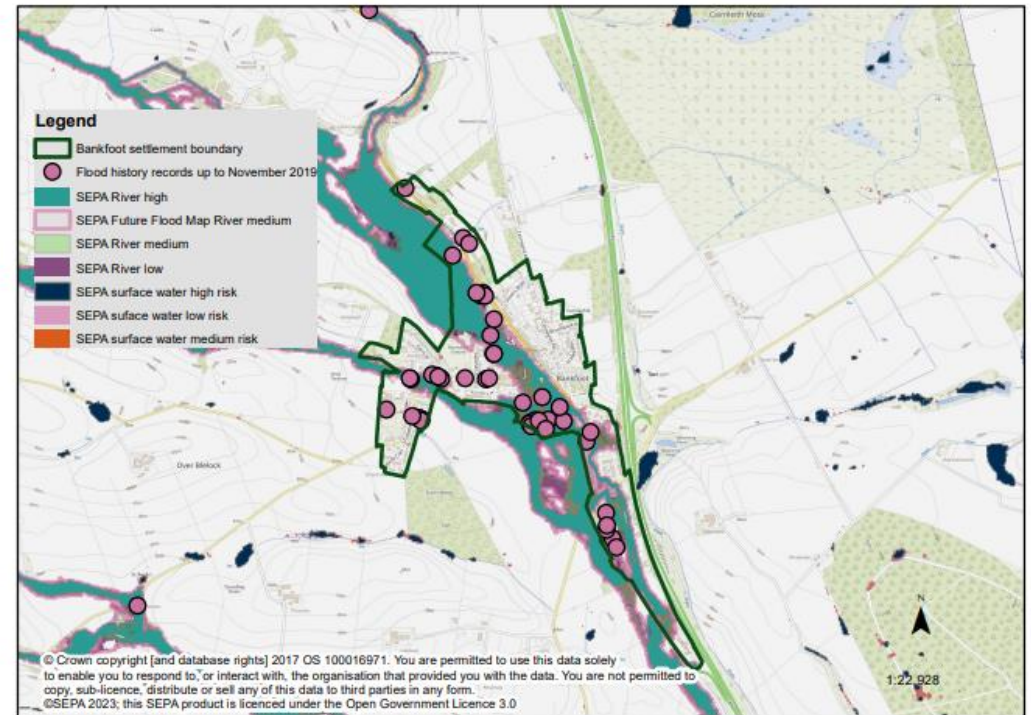 Cairnleith Moss
Legend
Bankfoot settlement boundary
Flood history records up to November 2019
SEPA River high
SEPA Future Flood Map River medium
SEPA River medium
SEPA River low
SEPA surface water high risk
SEPA suface water low risk
SEPA surface water medium risk
Bankfoot
Over Blelock
N
1:22,928
© Crown copyright [and database rights] 2017 OS 100016971. You are permitted to use this data solely
to enable you to respond to, or interact with, the organisation that provided you with the data. You are not permitted to
copy, sub-licence, distribute or sell any of this data to third parties in any form.
©SEPA 2023; this SEPA product is licenced under the Open Government Licence 3.0